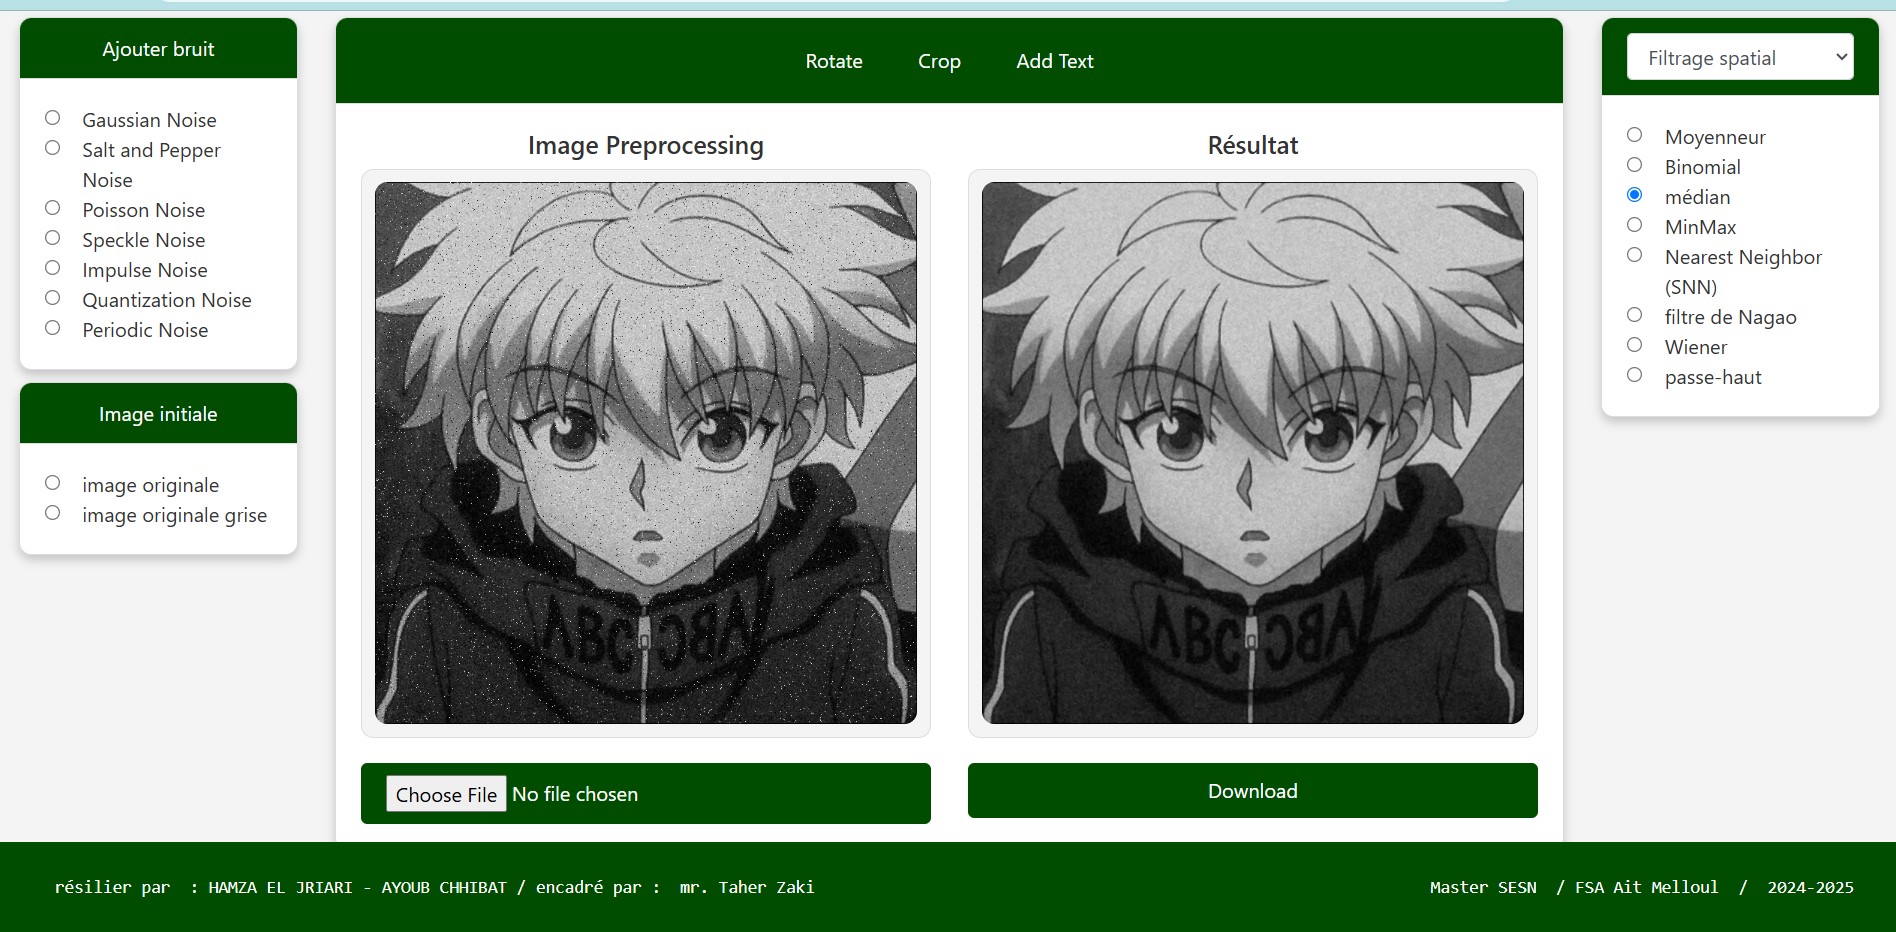 Ajouter bruit
Gaussian Noise
Salt and Pepper
Noise
Poisson Noise
Speckle Noise
Impulse Noise
Quantization Noise
Periodic Noise
Image initiale
image originale
image originale grise
Rotate Crop Add Text
Image Preprocessing
ABC
Choose File No file chosen
Résultat
ABC
Download
Filtrage spatial
Moyenneur
Binomial
médian
MinMax
Nearest Neighbor
(SNN)
filtre de Nagao
Wiener
passe-haut
résilier par : HAMZA EL JRIARI - AYOUB CHHIBAT / encadré par : mr. Taher Zaki
Master SESN / FSA Ait Melloul / 2024-2025